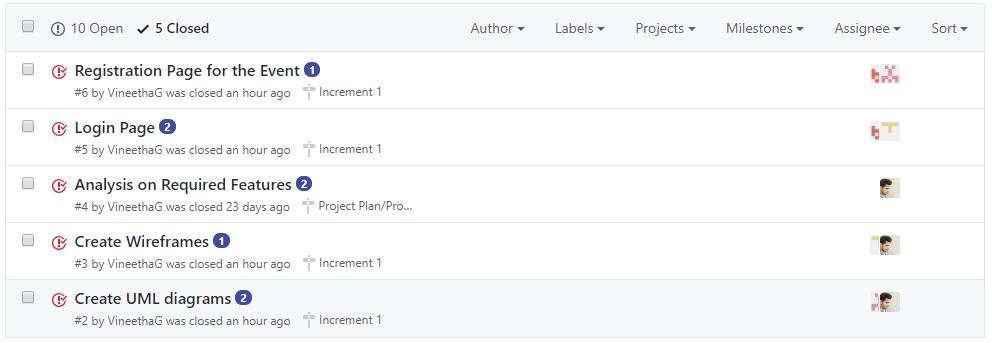 10 Open 5 Closed Author Labels Projects Milestones Assignee Sort
Registration Page for the Event 1
#6 by VineethaG was closed an hour ago Increment 1
Login Page 2
#5 by VineethaG was closed an hour ago Increment 1
Analysis on Required Features 2
#4 by VineethaG was closed 23 days ago Project Plan/Pro...
Create Wireframes 1
#3 by VineethaG was closed an hour ago Increment 1
Create UML diagrams 2
#2 by VineethaG was closed an hour ago Increment 1